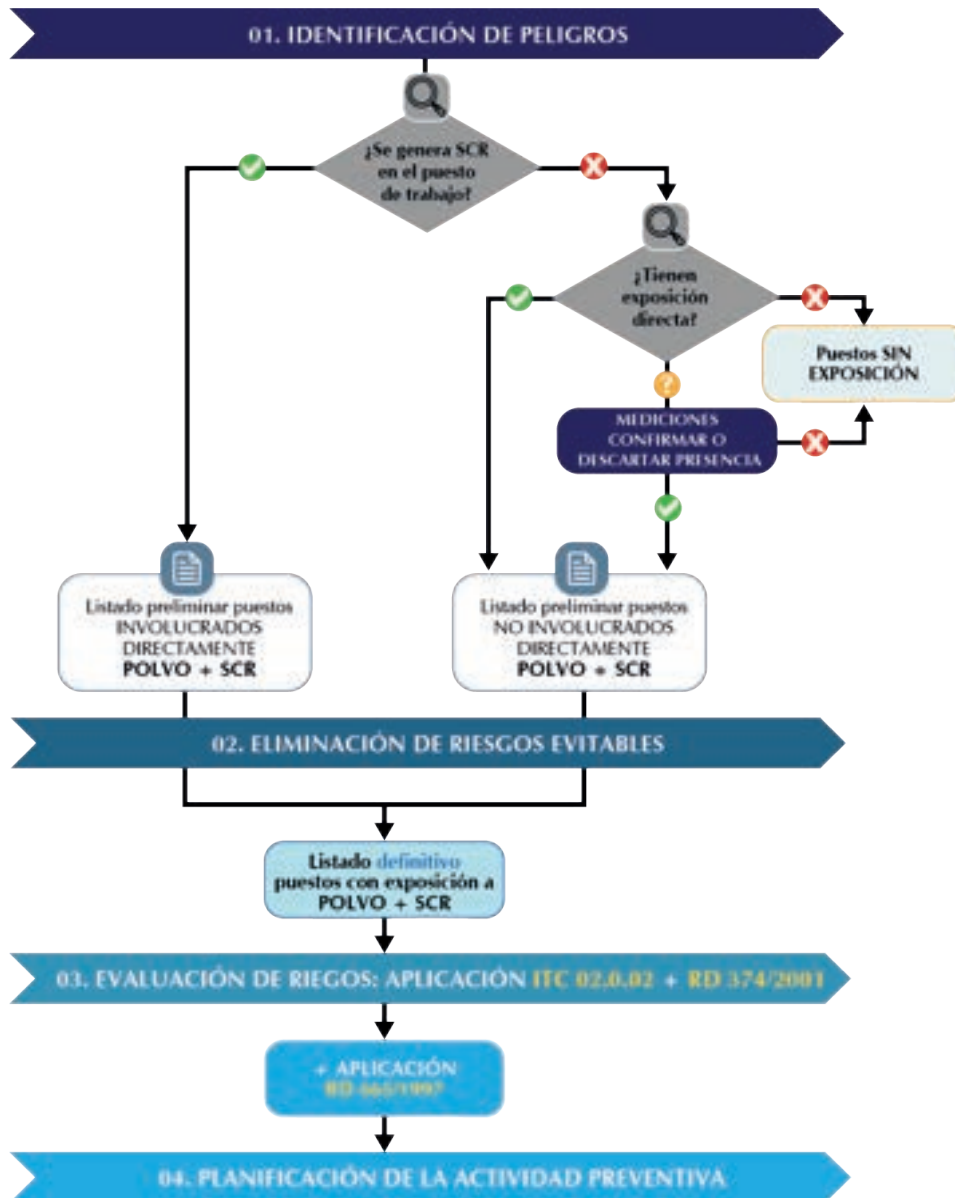 01. IDENTIFICACIÓN DE PELIGROS
¿Se genera SCR
en el puesto
de trabajo?
¿Tienen
exposición
directa?
Puestos SIN
EXPOSICIÓN
?
MEDICIONES
CONFIRMAR O
DESCARTAR PRESENCIA
Listado preliminar puestos
INVOLUCRADOS
DIRECTAMENTE
POLVO + SCR
Listado preliminar puestos
NO INVOLUCRADOS
DIRECTAMENTE
POLVO + SCR
02. ELIMINACIÓN DE RIESGOS EVITABLES
Listado definitivo
puestos con exposición a
POLVO + SCR
03. EVALUACIÓN DE RIEGOS: APLICACIÓN ITC 02.0.02 + RD 374/2001
+ APLICACIÓN
RD 665/1997
04. PLANIFICACIÓN DE LA ACTIVIDAD PREVENTIVA